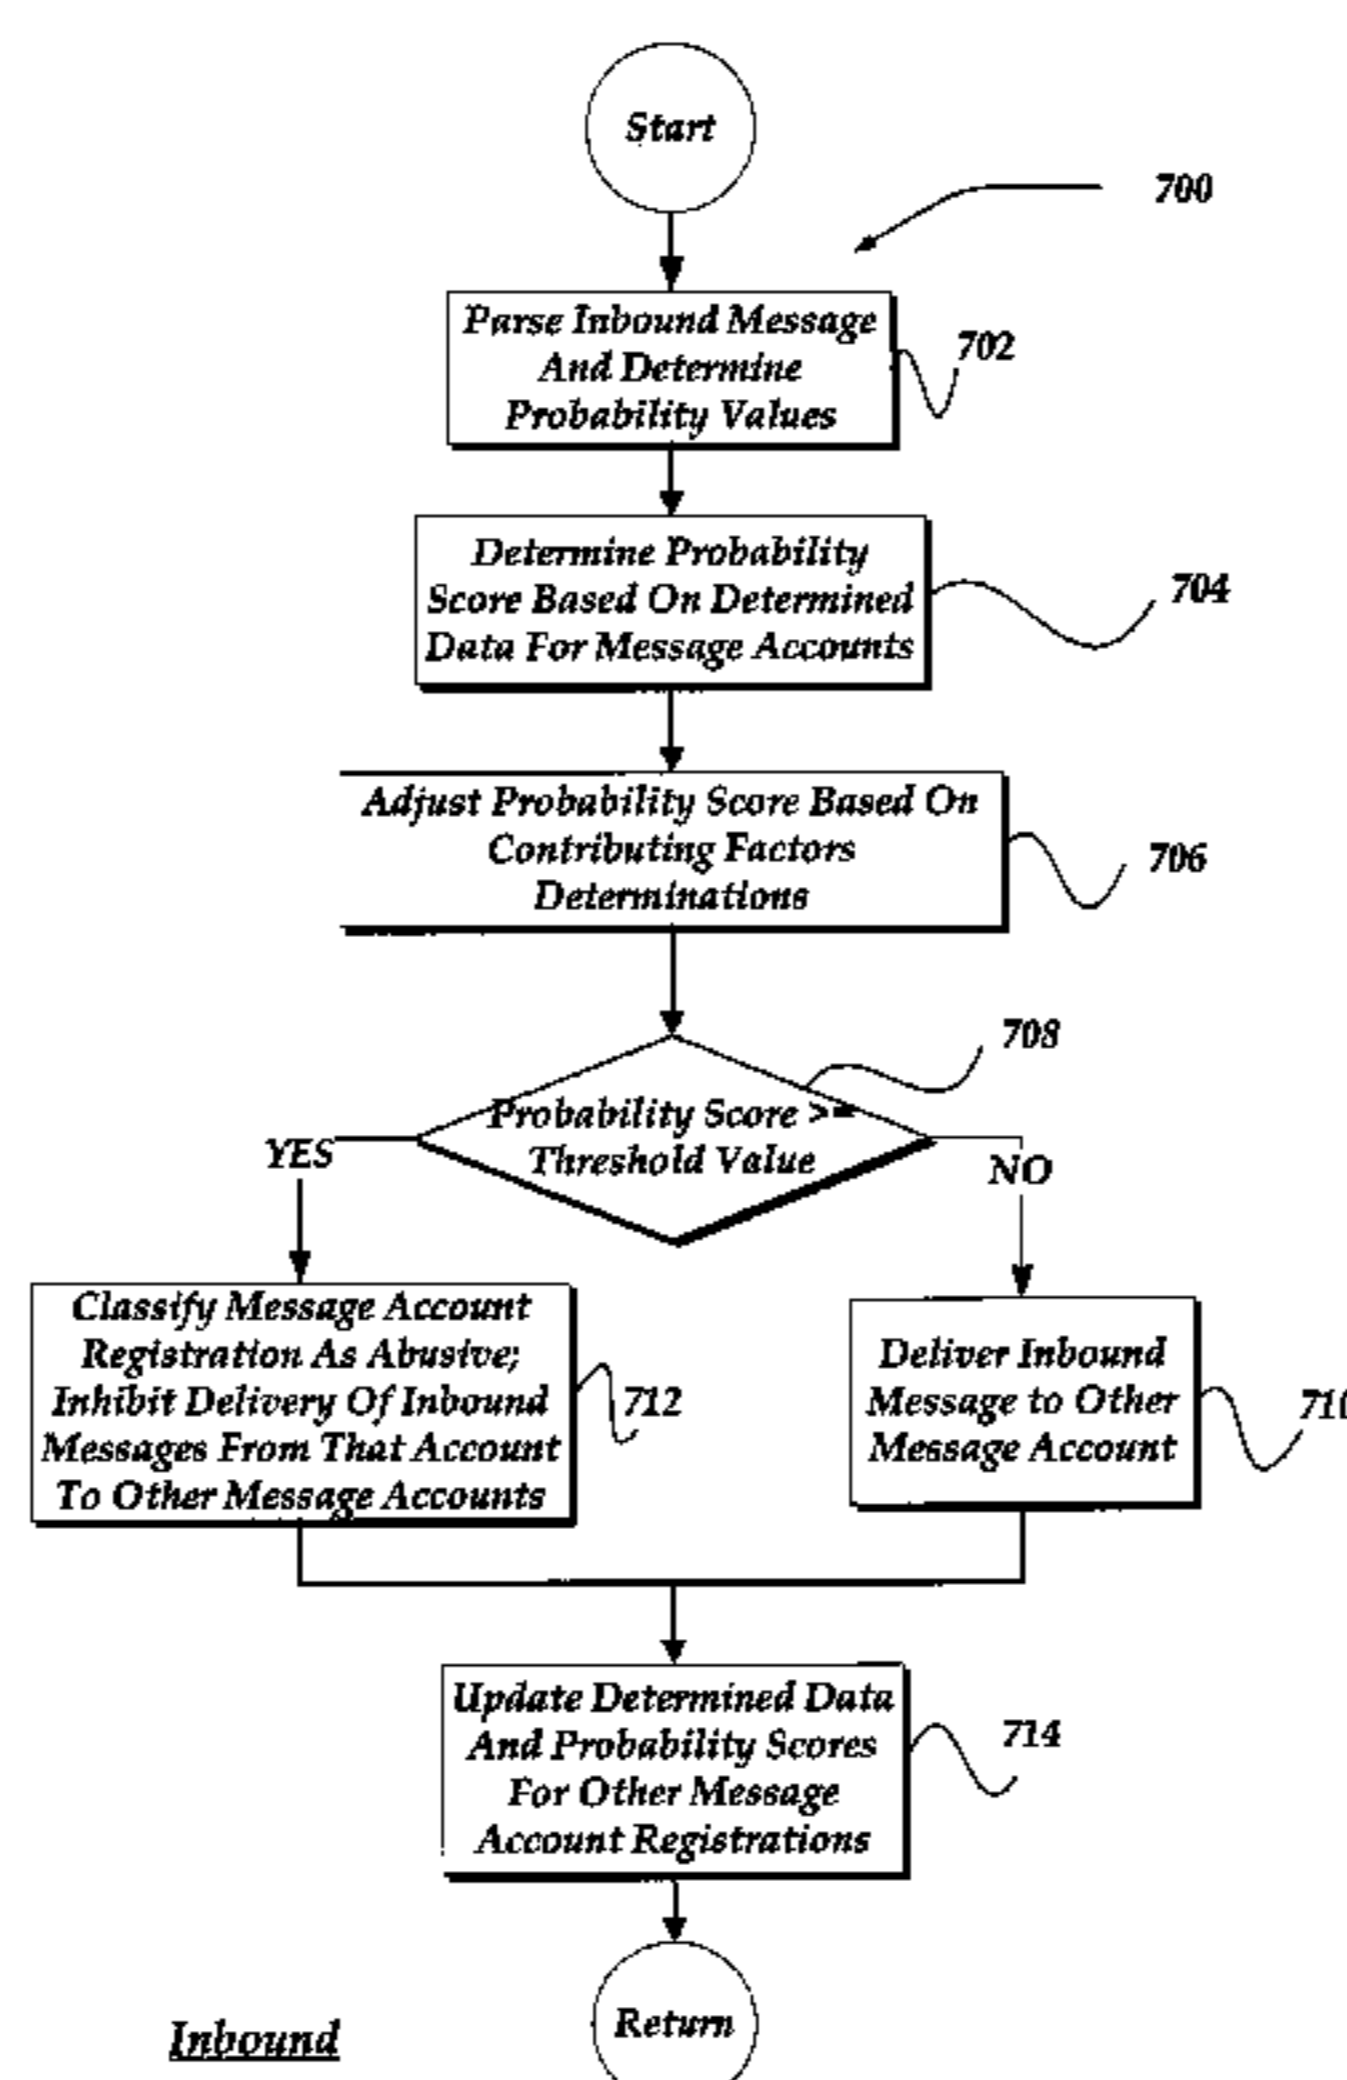 Start
700
Parse Inbound Message
And Determine
Probability Values
702
Determine Probability
Score Based On Determined
Data For Message Accounts
704
Adjust Probability Score Based On
Contributing Factors
Determinations
706
708
Probability Score >=
Threshold Value
YES
NO
Classify Message Account
Registration As Abusive;
Inhibit Delivery Of Inbound
Messages From That Account
To Other Message Accounts
712
Deliver Inbound
Message to Other
Message Account
710
Update Determined Data
And Probability Scores
For Other Message
Account Registrations
714
Return
Inbound